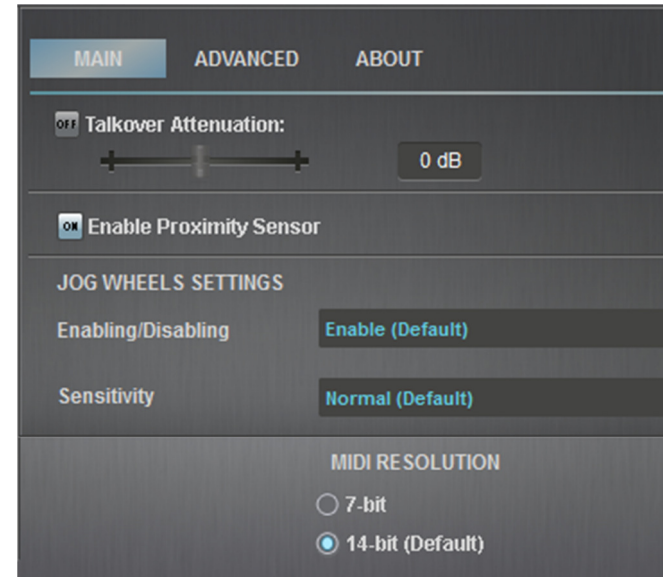 MAIN ADVANCED ABOUT
OFF Talkover Attenuation:
0 dB
ON Enable Proximity Sensor
JOG WHEELS SETTINGS
Enabling/Disabling Enable (Default)
Sensitivity Normal (Default)
MIDI RESOLUTION
7-bit
14-bit (Default)